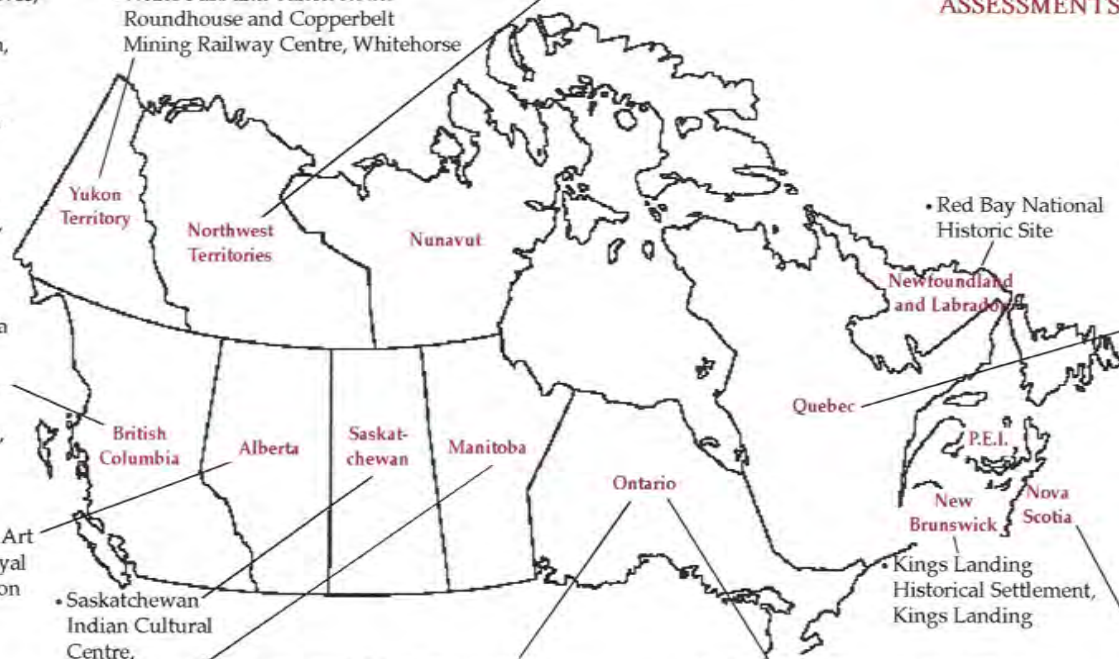 ASSESSMENTS
Roundhouse and Copperbelt
Mining Railway Centre, Whitehorse
Yukon
Territory
Northwest
Territories
Nunavut
• Red Bay National
Historic Site
Newfoundland
and Labrador
Quebec
British
Columbia
Alberta
Saskat-
chewan
Manitoba
Ontario
P.E.I.
New
Brunswick
Nova
Scotia
Art
• Kings Landing
Historical Settlement,
Kings Landing
• Saskatchewan
Indian Cultural
Centre,